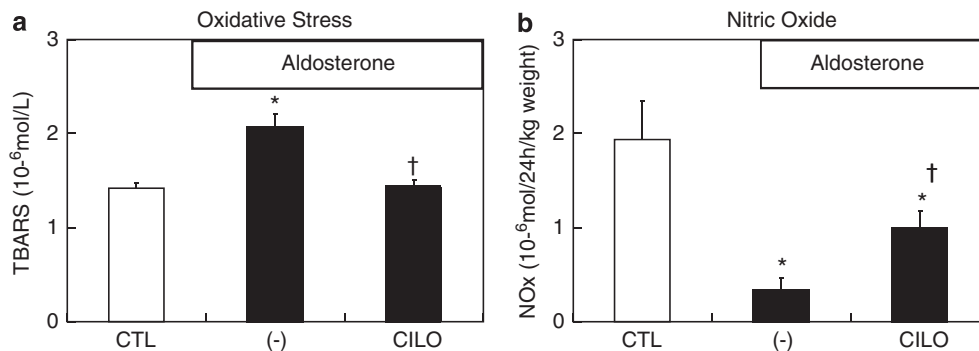 a
Oxidative Stress
3
2
1
0
TBARS (10-⁶mol/L)
Aldosterone
*
†
CTL
(-)
CILO
b
Nitric Oxide
3
2
1
0
NOx (10-⁶mol/24h/kg weight)
Aldosterone
*
†
*
CTL
(-)
CILO